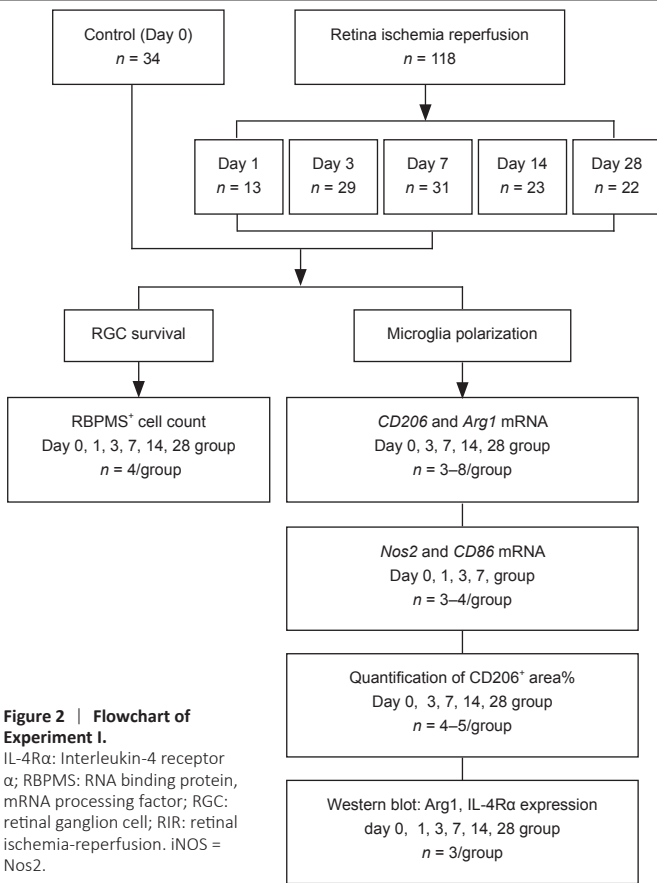 Control (Day 0)
n = 34
Retina ischemia reperfusion
n = 118
Day 1
n = 13
Day 3
n = 29
Day 7
n = 31
Day 14
n = 23
Day 28
n = 22
RGC survival
Microglia polarization
RBPMS⁺ cell count
Day 0, 1, 3, 7, 14, 28 group
n = 4/group
CD206 and Arg1 mRNA
Day 0, 3, 7, 14, 28 group
n = 3–8/group
Nos2 and CD86 mRNA
Day 0, 1, 3, 7, group
n = 3–4/group
Quantification of CD206⁺ area%
Day 0, 3, 7, 14, 28 group
n = 4–5/group
Western blot: Arg1, IL-4Rα expression
day 0, 1, 3, 7, 14, 28 group
n = 3/group
Figure 2 | Flowchart of
Experiment I.
IL-4Rα: Interleukin-4 receptor
α; RBPMS: RNA binding protein,
mRNA processing factor; RGC:
retinal ganglion cell; RIR: retinal
ischemia-reperfusion. iNOS =
Nos2.